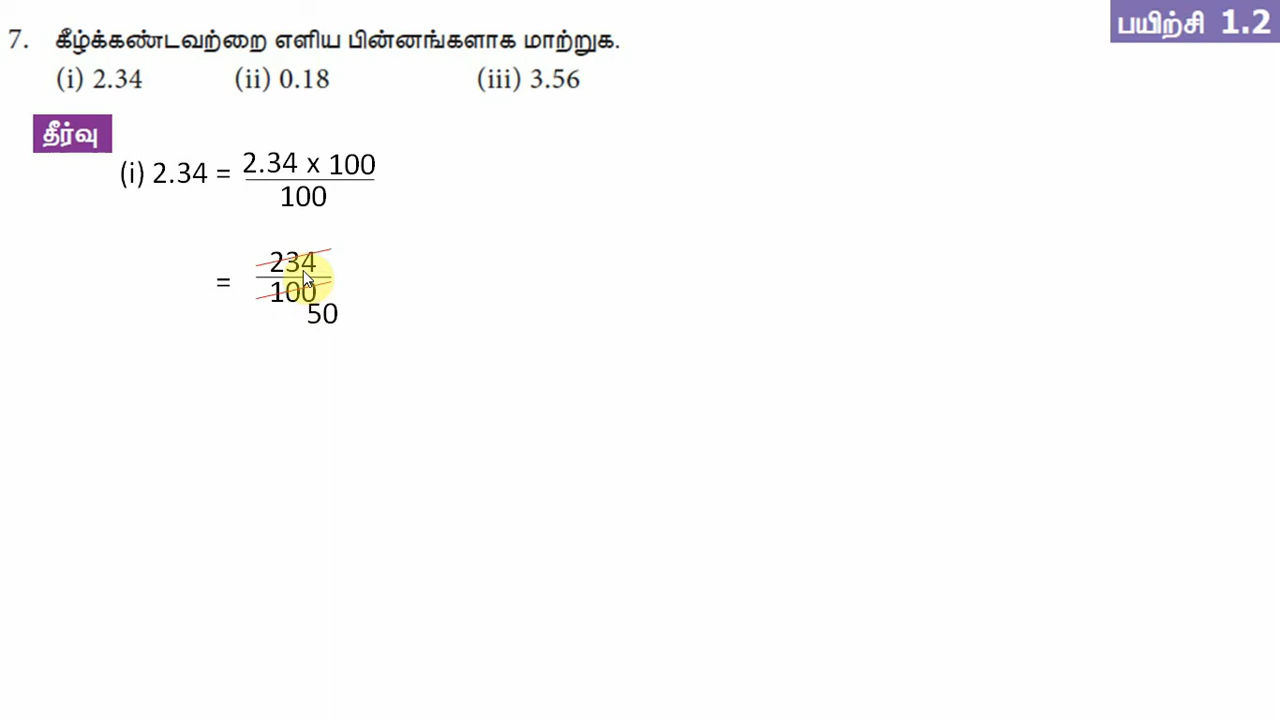 பயிற்சி 1.2
7. கீழ்க்கண்டவற்றை எளிய பின்னங்களாக மாற்றுக.
(i) 2.34 (ii) 0.18 (iii) 3.56
தீர்வு
(i) 2.34 = 2.34 x 100
100
234
=
100
50